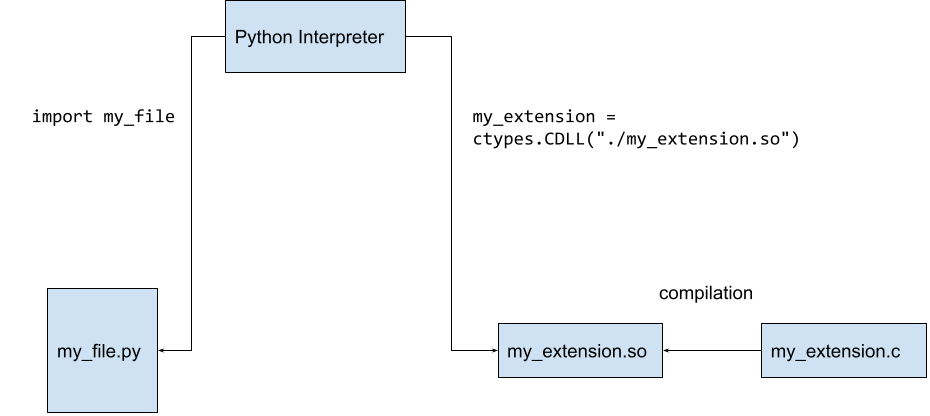 Python Interpreter
import my_file
my_extension =
ctypes.CDLL("./my_extension.so")
compilation
my_file.py
my_extension.so
my_extension.c